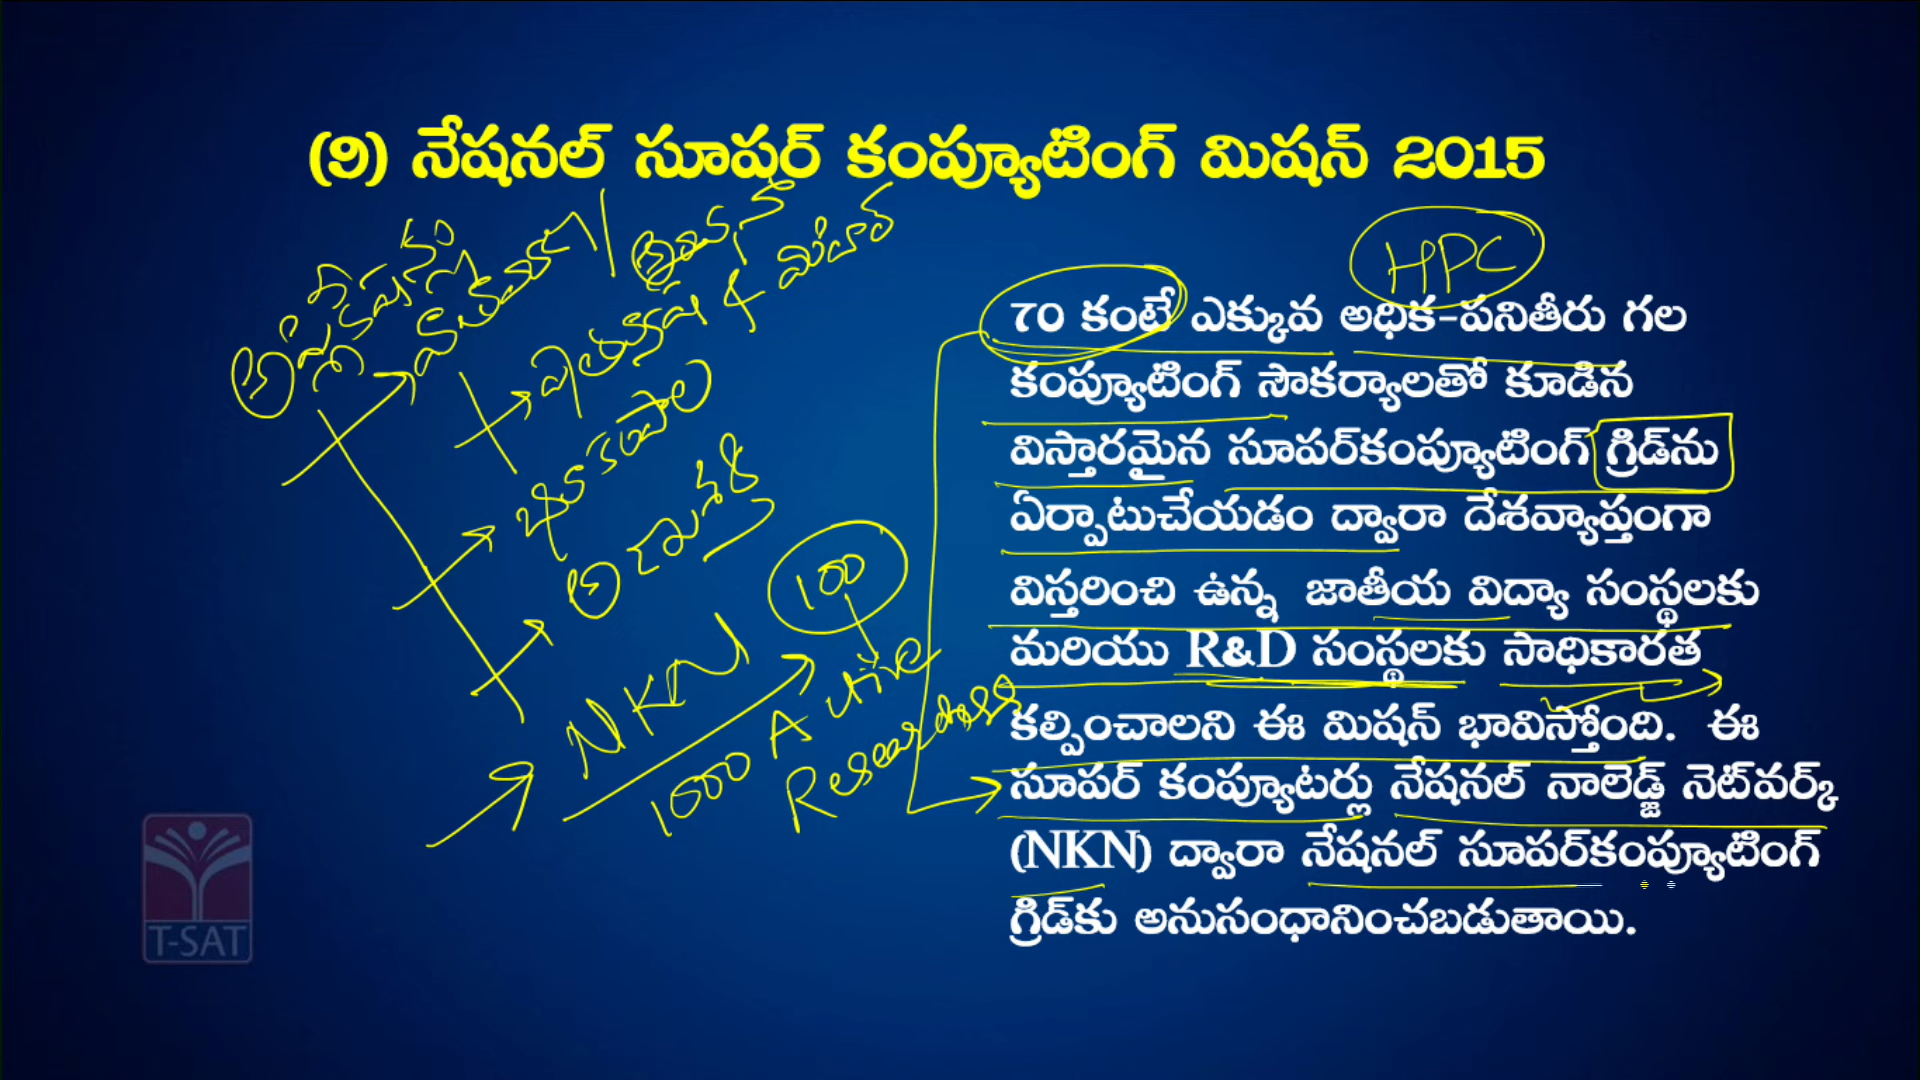 (రి) నేషనల్ సూపర్ కంప్యూటింగ్ మిషన్ 2015
HPC
70 కంటే ఎక్కువ అధిక-పనితీరు గల
కంప్యూటింగ్ సౌకర్యాలతో కూడిన
విస్తారమైన సూపర్‌కంప్యూటింగ్ గ్రిడ్‌ను
ఏర్పాటుచేయడం ద్వారా దేశవ్యాప్తంగా
విస్తరించి ఉన్న జాతీయ విద్యా సంస్థలకు
మరియు R&D సంస్థలకు సాధికారత
కల్పించాలని ఈ మిషన్ భావిస్తోంది. ఈ
సూపర్ కంప్యూటర్లు నేషనల్ నాలెడ్జ్ నెట్‌వర్క్
(NKN) ద్వారా నేషనల్ సూపర్‌కంప్యూటింగ్
గ్రిడ్‌కు అనుసంధానించబడుతాయి.
భూకంపాల
NKN
100
1000 Active
T-SAT